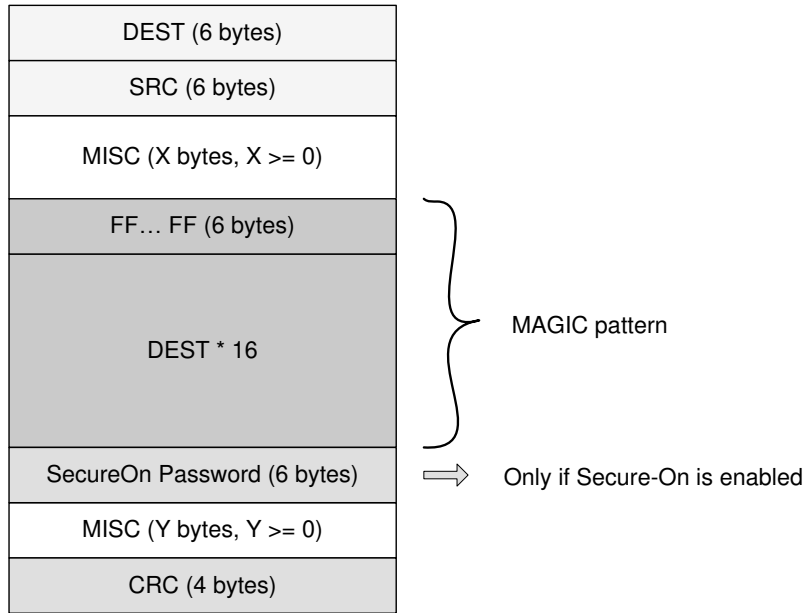 DEST (6 bytes)
SRC (6 bytes)
MISC (X bytes, X >= 0)
FF… FF (6 bytes)
DEST * 16
MAGIC pattern
SecureOn Password (6 bytes)
Only if Secure-On is enabled
MISC (Y bytes, Y >= 0)
CRC (4 bytes)